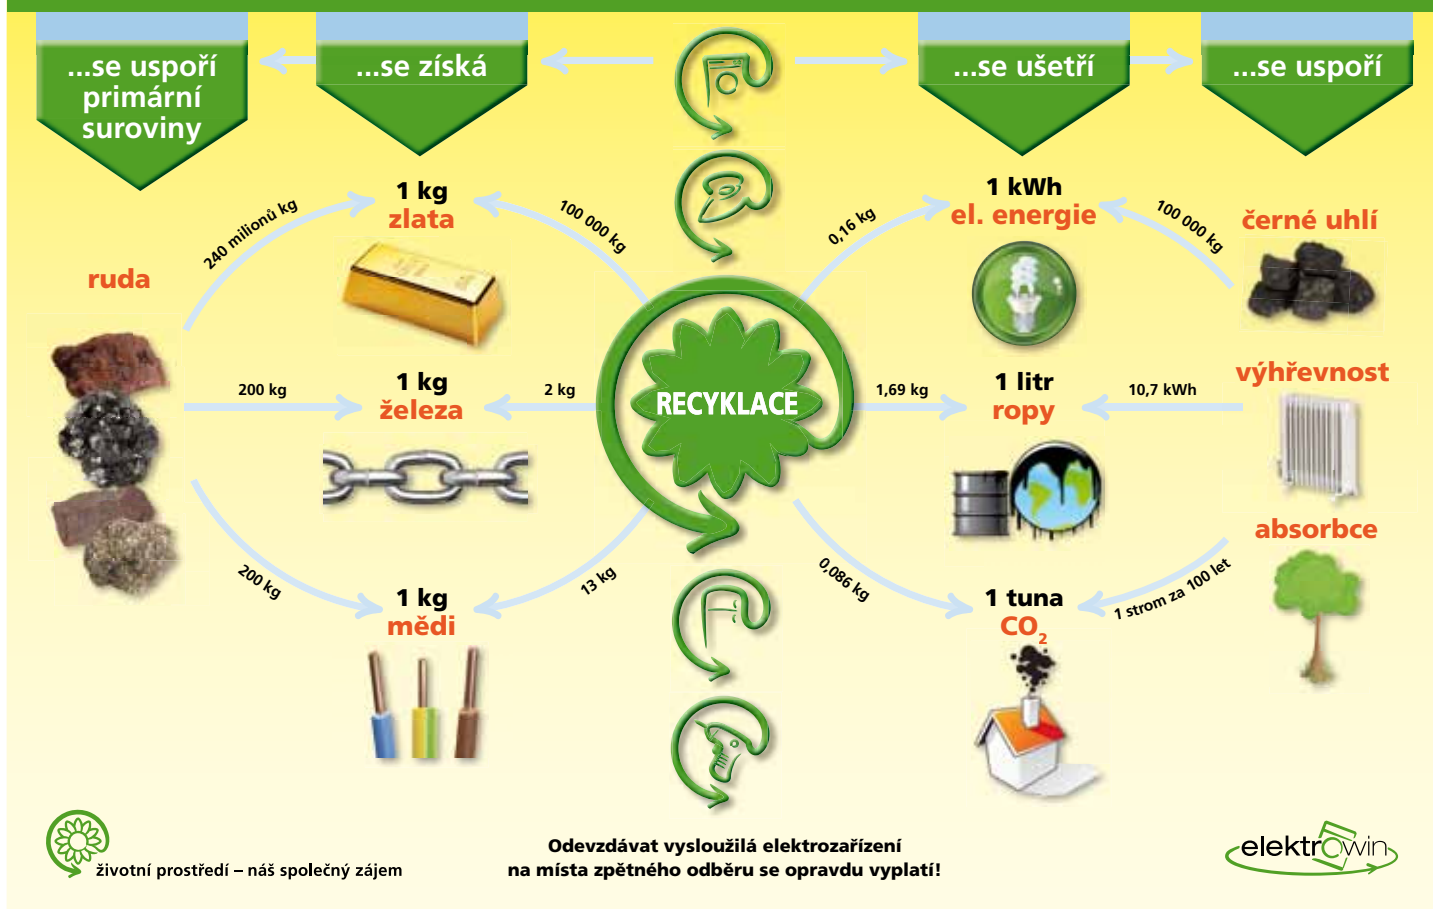 ...se uspoří
primární
suroviny
...se získá
...se ušetří
...se uspoří
1 kg
zlata
240 milionů kg
100 000 kg
ruda
200 kg
1 kg
železa
2 kg
200 kg
1 kg
mědi
13 kg
RECYKLACE
0,16 kg
1 kWh
el. energie
100 000 kg
černé uhlí
1,69 kg
1 litr
ropy
10,7 kWh
výhřevnost
0,086 kg
1 tuna
CO2
1 strom za 100 let
absorbce
životní prostředí – náš společný zájem
Odevzdávat vysloužilá elektrozařízení
na místa zpětného odběru se opravdu vyplatí!
elektrowin